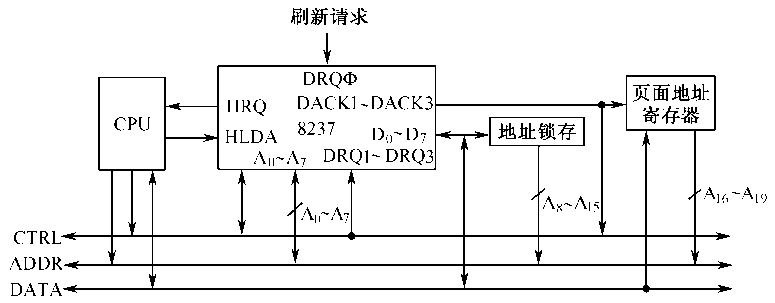 刷新请求
DRQΦ
HRQ
DACK1~DACK3
CPU
8237
HLDA
D₀~D₇
A₀~A₇
DRQ1~DRQ3
地址锁存
页面地址
寄存器
A₀~A₇
A₈~A₁₅
A₁₆~A₁₉
CTRL
ADDR
DATA